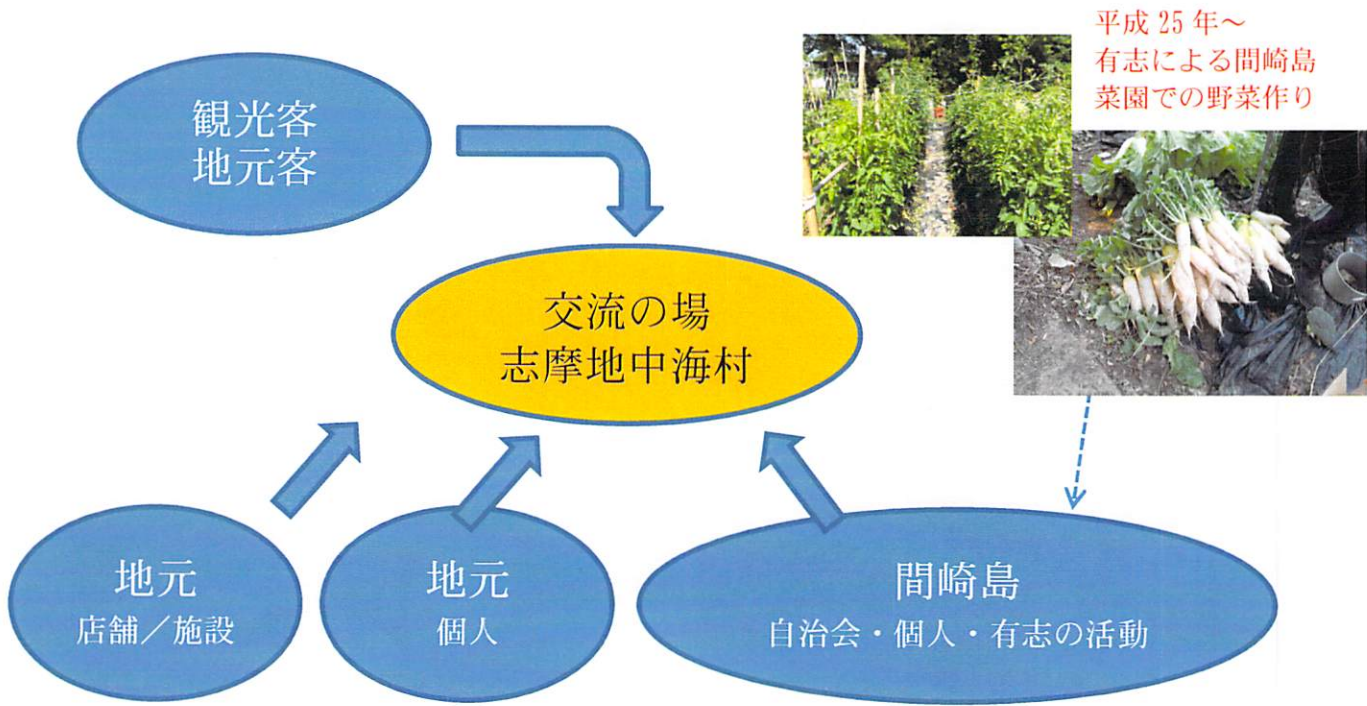 平成 25 年～
有志による間崎島
菜園での野菜作り
観光客
地元客
交流の場
志摩地中海村
地元
店舗／施設
地元
個人
間崎島
自治会・個人・有志の活動